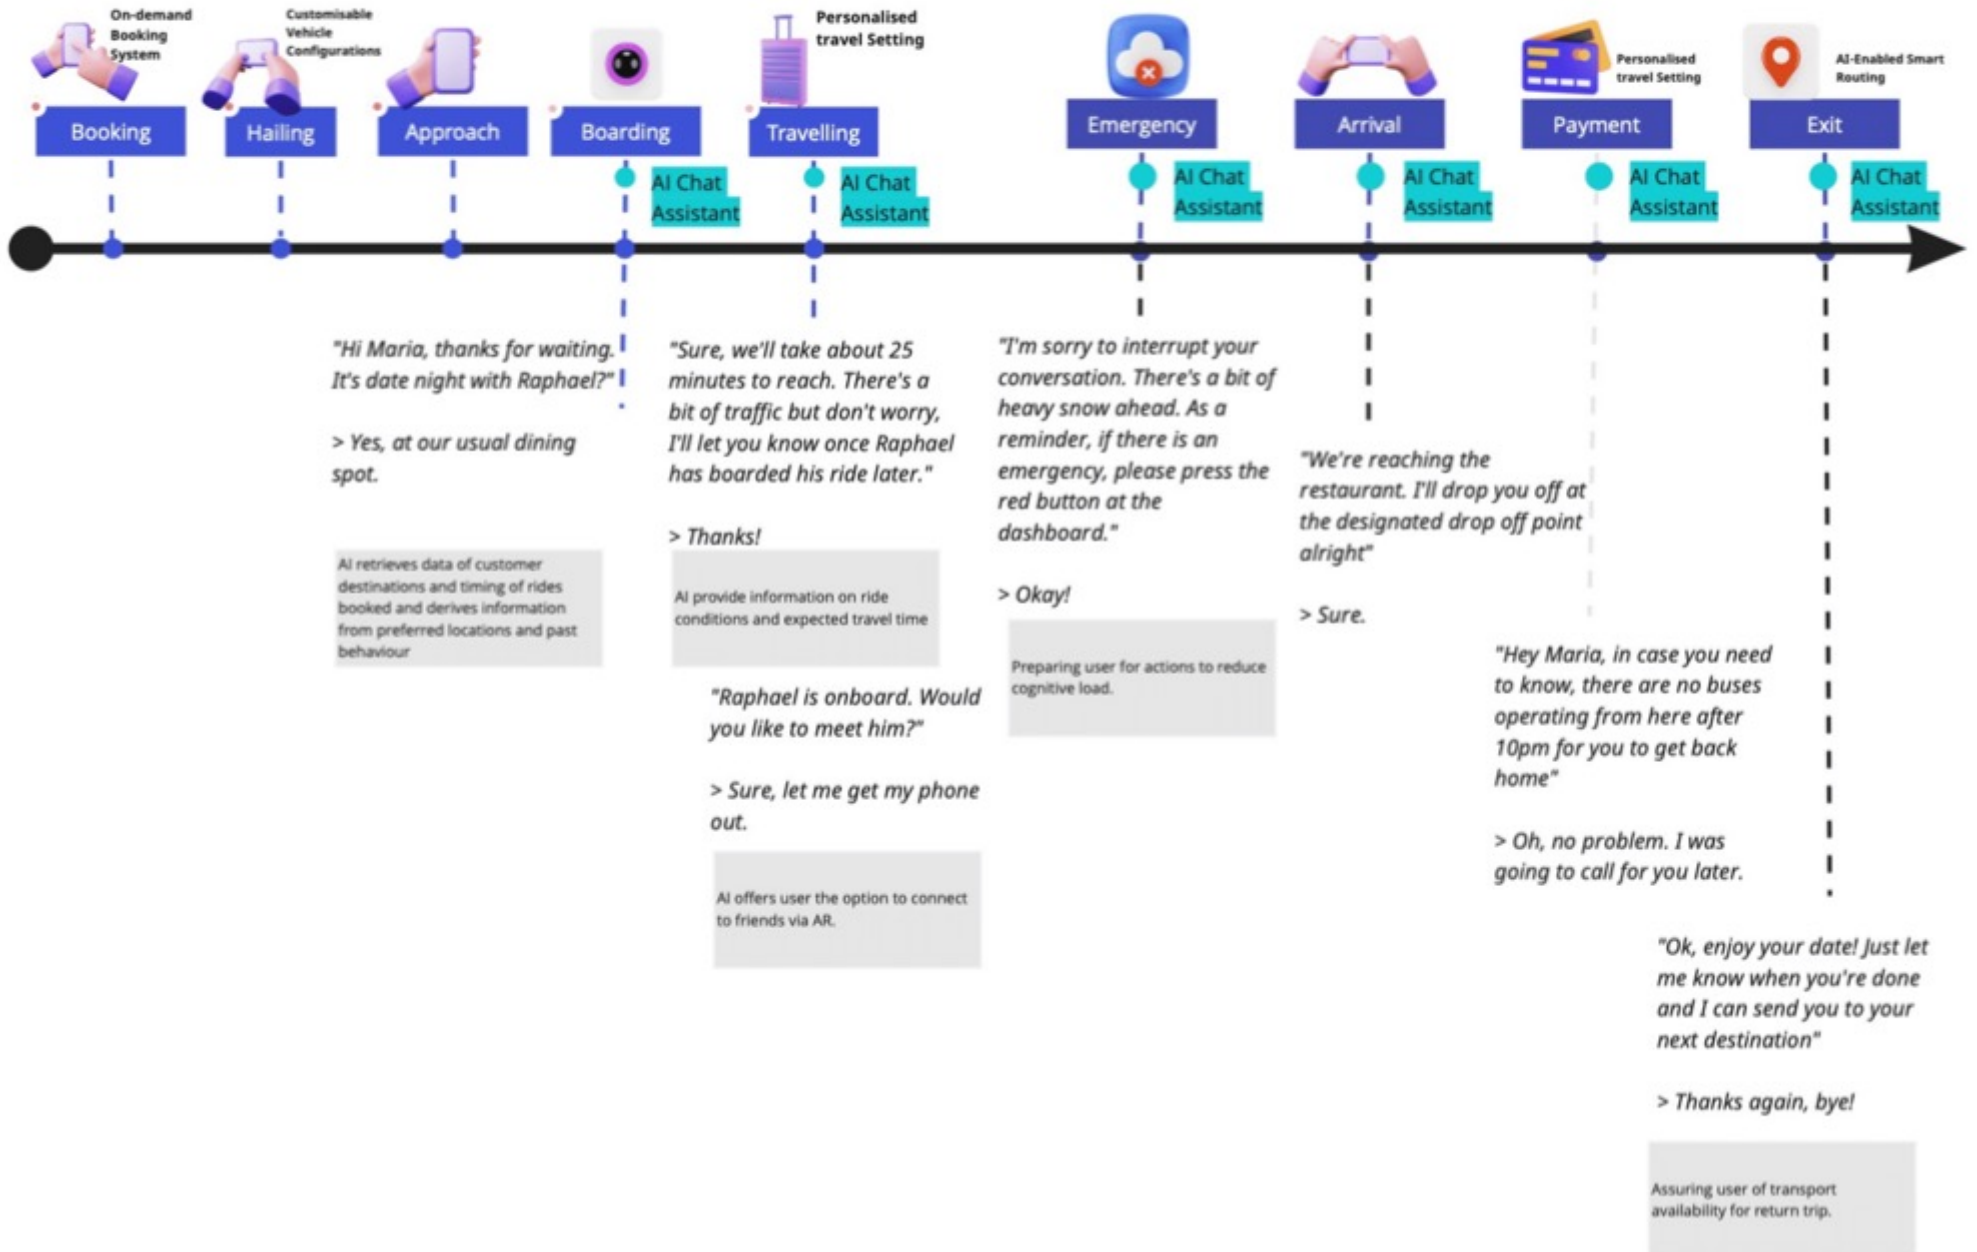 On-demand
Booking
System
Customisable
Vehicle
Configurations
Personalised
travel Setting
Personalised
travel Setting
AI-Enabled Smart
Routing
Booking
Hailing
Approach
Boarding
Travelling
Emergency
Arrival
Payment
Exit
AI Chat
Assistant
AI Chat
Assistant
AI Chat
Assistant
AI Chat
Assistant
AI Chat
Assistant
AI Chat
Assistant
"Hi Maria, thanks for waiting.
It's date night with Raphael?"
> Yes, at our usual dining
spot.
AI retrieves data of customer
destinations and timing of rides
booked and derives information
from preferred locations and past
behaviour
"Sure, we'll take about 25
minutes to reach. There's a
bit of traffic but don't worry,
I'll let you know once Raphael
has boarded his ride later."
> Thanks!
AI provide information on ride
conditions and expected travel time
"Raphael is onboard. Would
you like to meet him?"
> Sure, let me get my phone
out.
AI offers user the option to connect
to friends via AR.
"I'm sorry to interrupt your
conversation. There's a bit of
heavy snow ahead. As a
reminder, if there is an
emergency, please press the
red button at the
dashboard."
> Okay!
Preparing user for actions to reduce
cognitive load.
"We're reaching the
restaurant. I'll drop you off at
the designated drop off point
alright"
> Sure.
"Hey Maria, in case you need
to know, there are no buses
operating from here after
10pm for you to get back
home"
> Oh, no problem. I was
going to call for you later.
"Ok, enjoy your date! Just let
me know when you're done
and I can send you to your
next destination"
> Thanks again, bye!
Assuring user of transport
availability for return trip.